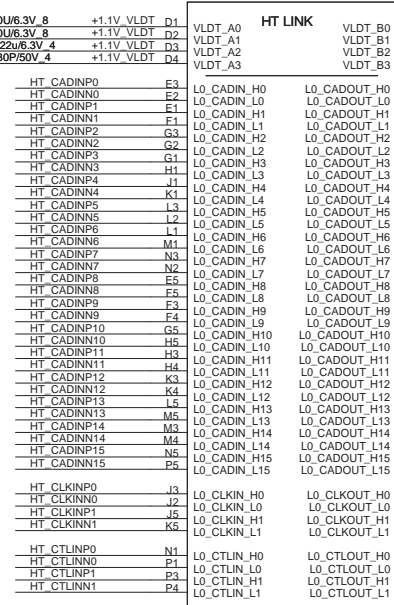 0U/6.3V_8 +1.1V_VLDT D1 VLDT_A0 HT LINK VLDT_B0
0U/6.3V_8 +1.1V_VLDT D2 VLDT_A1 VLDT_B1
22u/6.3V_4 +1.1V_VLDT D3 VLDT_A2 VLDT_B2
80P/50V_4 +1.1V_VLDT D4 VLDT_A3 VLDT_B3
HT_CADINP0 E3 L0_CADIN_H0 L0_CADOUT_H0
HT_CADINN0 E2 L0_CADIN_L0 L0_CADOUT_L0
HT_CADINP1 E1 L0_CADIN_H1 L0_CADOUT_H1
HT_CADINN1 F1 L0_CADIN_L1 L0_CADOUT_L1
HT_CADINP2 G3 L0_CADIN_H2 L0_CADOUT_H2
HT_CADINN2 G2 L0_CADIN_L2 L0_CADOUT_L2
HT_CADINP3 G1 L0_CADIN_H3 L0_CADOUT_H3
HT_CADINN3 H1 L0_CADIN_L3 L0_CADOUT_L3
HT_CADINP4 J1 L0_CADIN_H4 L0_CADOUT_H4
HT_CADINN4 K1 L0_CADIN_L4 L0_CADOUT_L4
HT_CADINP5 L3 L0_CADIN_H5 L0_CADOUT_H5
HT_CADINN5 L2 L0_CADIN_L5 L0_CADOUT_L5
HT_CADINP6 L1 L0_CADIN_H6 L0_CADOUT_H6
HT_CADINN6 M1 L0_CADIN_L6 L0_CADOUT_L6
HT_CADINP7 N3 L0_CADIN_H7 L0_CADOUT_H7
HT_CADINN7 N2 L0_CADIN_L7 L0_CADOUT_L7
HT_CADINP8 E5 L0_CADIN_H8 L0_CADOUT_H8
HT_CADINN8 F5 L0_CADIN_L8 L0_CADOUT_L8
HT_CADINP9 F3 L0_CADIN_H9 L0_CADOUT_H9
HT_CADINN9 F4 L0_CADIN_L9 L0_CADOUT_L9
HT_CADINP10 G5 L0_CADIN_H10 L0_CADOUT_H10
HT_CADINN10 H5 L0_CADIN_L10 L0_CADOUT_L10
HT_CADINP11 H3 L0_CADIN_H11 L0_CADOUT_H11
HT_CADINN11 H4 L0_CADIN_L11 L0_CADOUT_L11
HT_CADINP12 K3 L0_CADIN_H12 L0_CADOUT_H12
HT_CADINN12 K4 L0_CADIN_L12 L0_CADOUT_L12
HT_CADINP13 L5 L0_CADIN_H13 L0_CADOUT_H13
HT_CADINN13 M5 L0_CADIN_L13 L0_CADOUT_L13
HT_CADINP14 M3 L0_CADIN_H14 L0_CADOUT_H14
HT_CADINN14 M4 L0_CADIN_L14 L0_CADOUT_L14
HT_CADINP15 N5 L0_CADIN_H15 L0_CADOUT_H15
HT_CADINN15 P5 L0_CADIN_L15 L0_CADOUT_L15
HT_CLKINP0 J3 L0_CLKIN_H0 L0_CLKOUT_H0
HT_CLKINN0 J2 L0_CLKIN_L0 L0_CLKOUT_L0
HT_CLKINP1 J5 L0_CLKIN_H1 L0_CLKOUT_H1
HT_CLKINN1 K5 L0_CLKIN_L1 L0_CLKOUT_L1
HT_CTLINP0 N1 L0_CTLIN_H0 L0_CTLOUT_H0
HT_CTLINN0 P1 L0_CTLIN_L0 L0_CTLOUT_L0
HT_CTLINP1 P3 L0_CTLIN_H1 L0_CTLOUT_H1
HT_CTLINN1 P4 L0_CTLIN_L1 L0_CTLOUT_L1